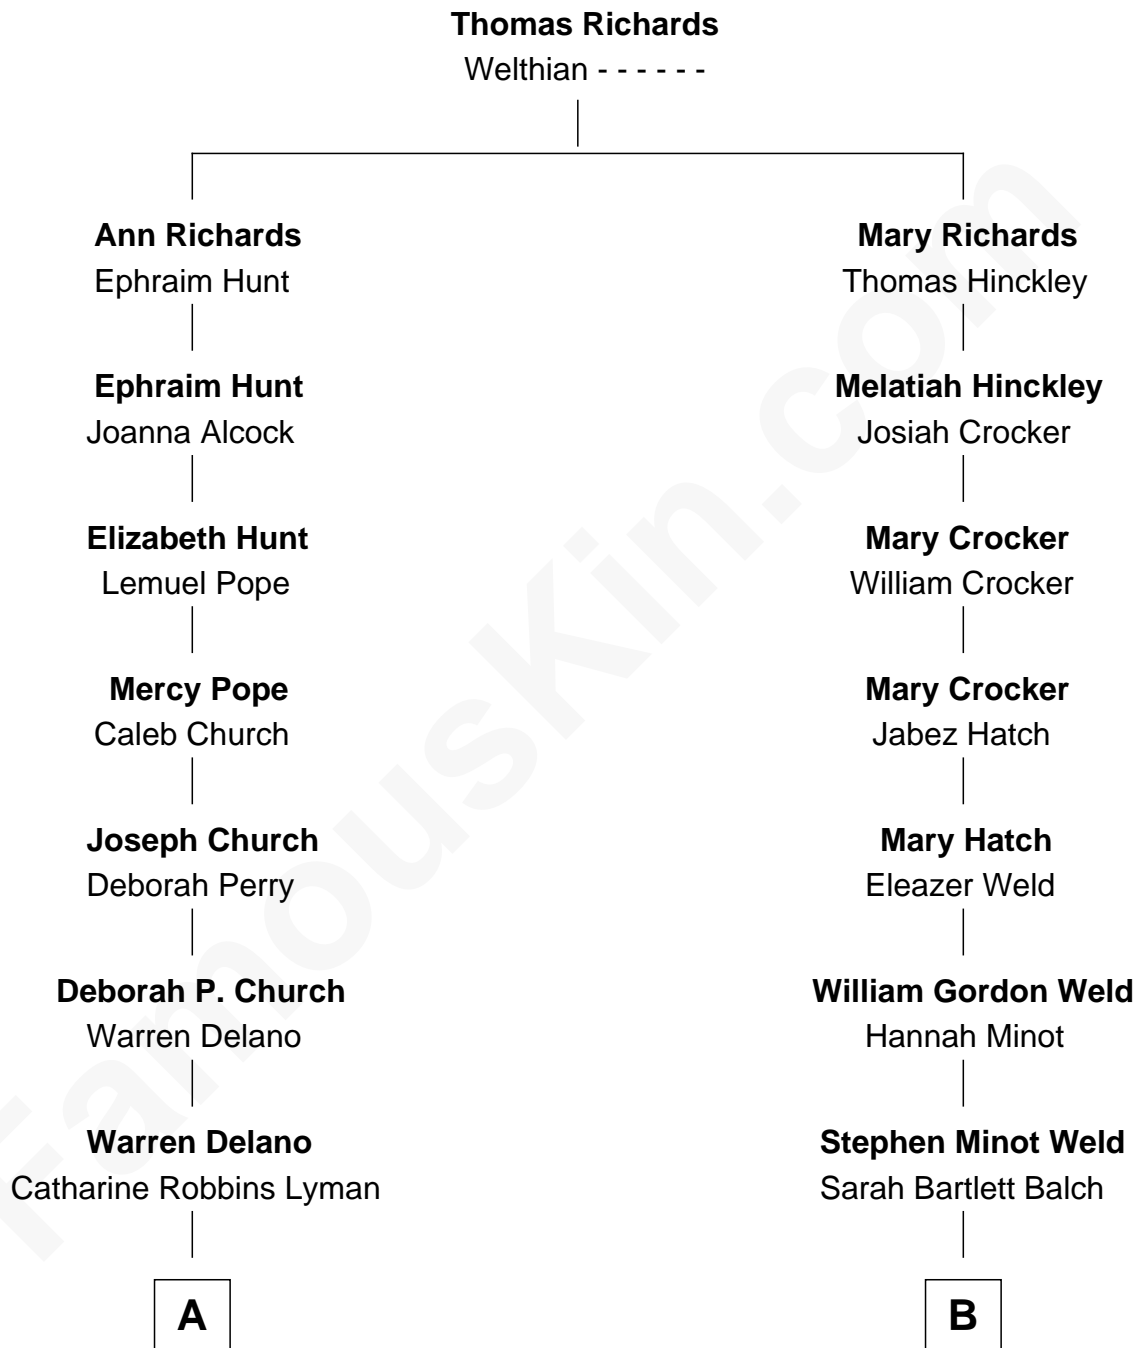 Thomas Richards
Welthian - - - - - -
Ann Richards
Ephraim Hunt
Mary Richards
Thomas Hinckley
Ephraim Hunt
Joanna Alcock
Melatiah Hinckley
Josiah Crocker
Elizabeth Hunt
Lemuel Pope
Mary Crocker
William Crocker
Mercy Pope
Caleb Church
Mary Crocker
Jabez Hatch
Joseph Church
Deborah Perry
Mary Hatch
Eleazer Weld
Deborah P. Church
Warren Delano
William Gordon Weld
Hannah Minot
Warren Delano
Catharine Robbins Lyman
Stephen Minot Weld
Sarah Bartlett Balch
A
B
FamousKin.com